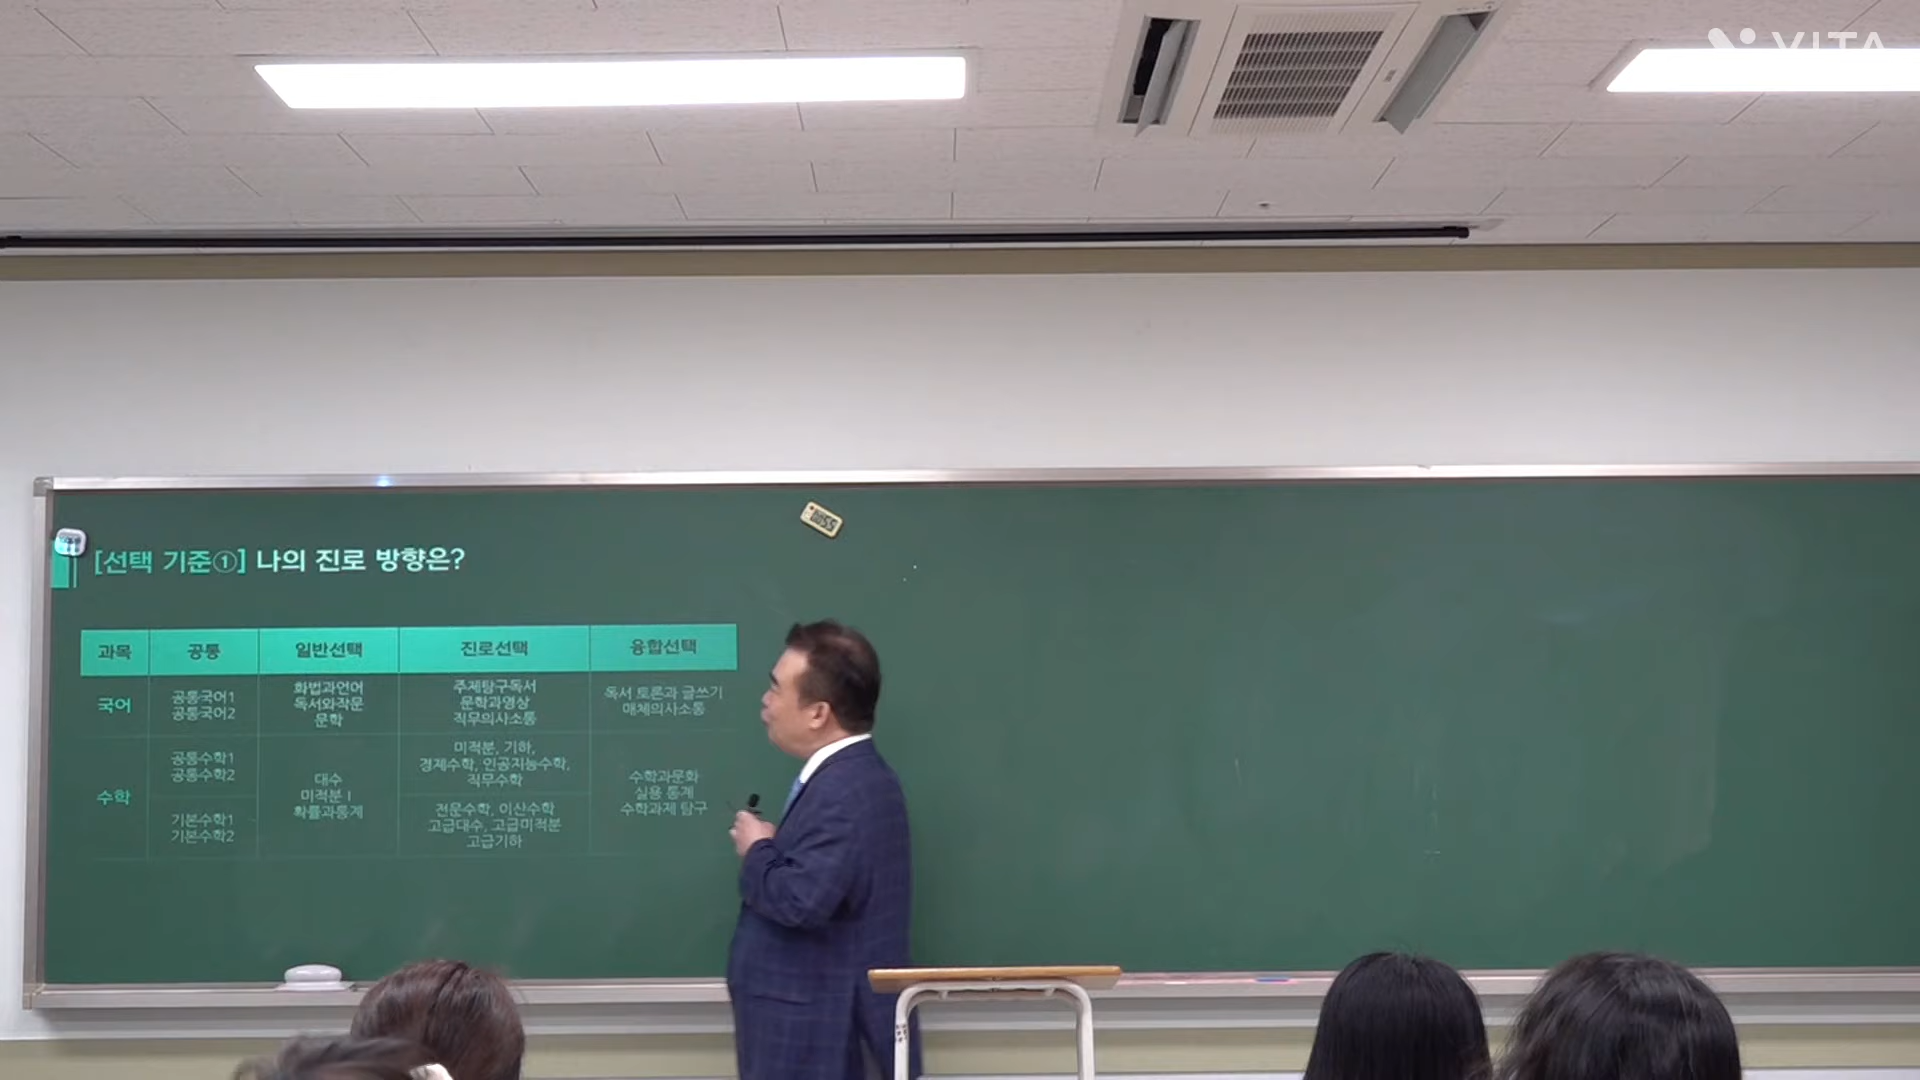 VITA
[선택 기준①] 나의 진로 방향은?
과목 공통 일반선택 진로선택 융합선택
국어
공통국어1
공통국어2
화법과언어
독서와작문
문학
주제탐구독서
문학과영상
직무의사소통
독서 토론과 글쓰기
매체의사소통
수학
공통수학1
공통수학2
기본수학1
기본수학2
대수
미적분 I
확률과통계
미적분, 기하,
경제수학, 인공지능수학,
직무수학
전문수학, 이산수학
고급대수, 고급미적분
고급기하
수학과문화
실용 통계
수학과제 탐구